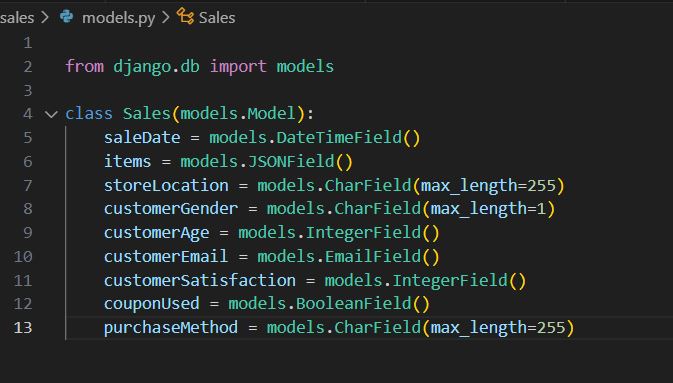 sales > models.py > Sales
1
2 from django.db import models
3
4 class Sales(models.Model):
5     saleDate = models.DateTimeField()
6     items = models.JSONField()
7     storeLocation = models.CharField(max_length=255)
8     customerGender = models.CharField(max_length=1)
9     customerAge = models.IntegerField()
10     customerEmail = models.EmailField()
11     customerSatisfaction = models.IntegerField()
12     couponUsed = models.BooleanField()
13     purchaseMethod = models.CharField(max_length=255)